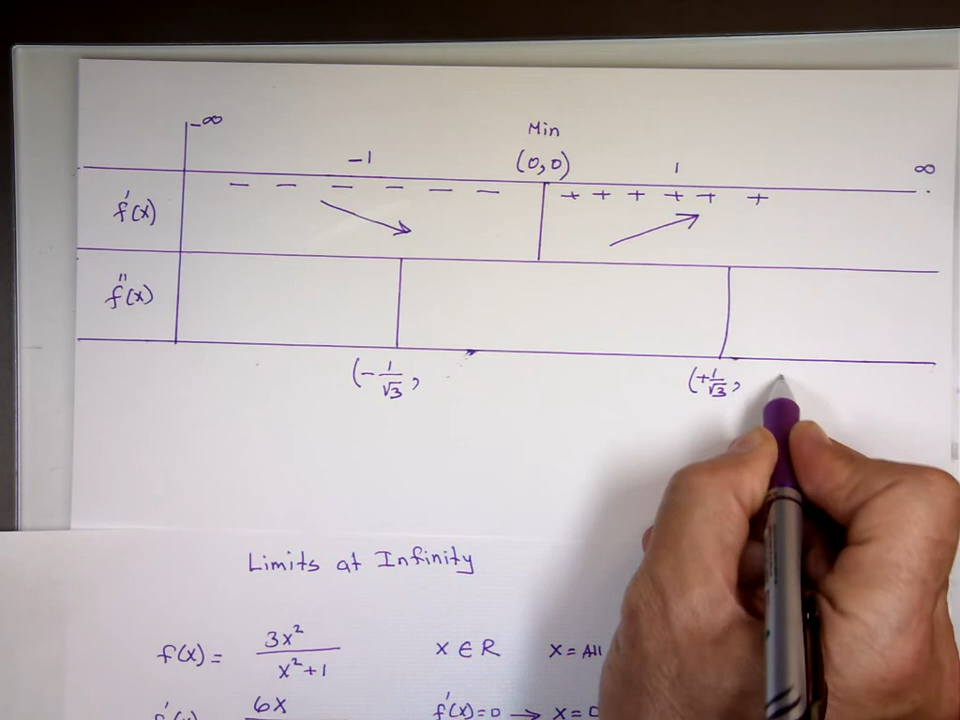 -∞
Min
-1 (0,0) 1 ∞
f'(x) - - - - - - + + + + + +
f"(x)
(- 1/√3 , (+ 1/√3 ,
Limits at Infinity
f(x) = 3x²/(x²+1) x ∈ R x = All
f'(x) 6x f'(x)=0 → x=